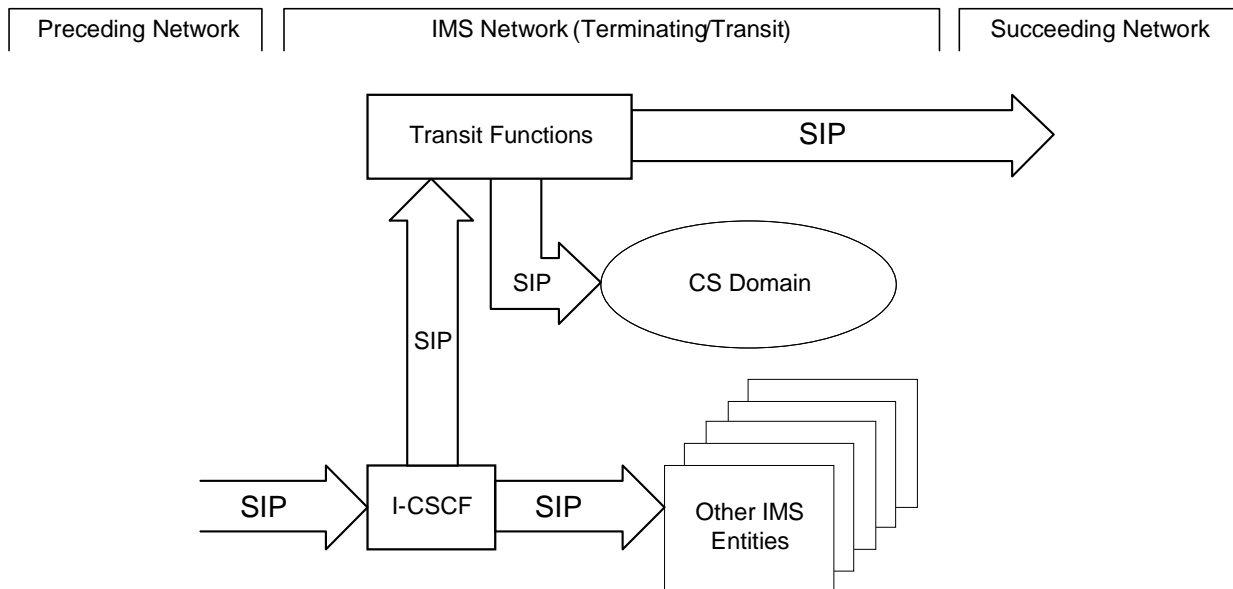 Preceding Network
IMS Network (Terminating/Transit)
Succeeding Network
Transit Functions
SIP
SIP
CS Domain
SIP
SIP
I-CSCF
SIP
Other IMS
Entities